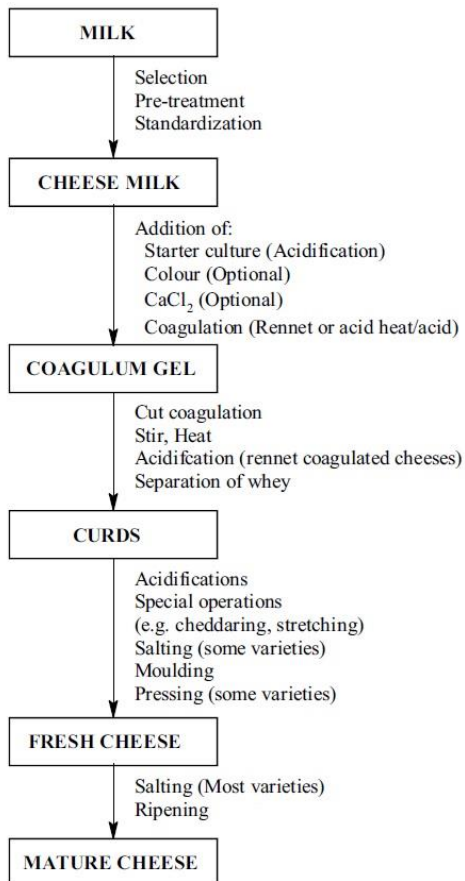 MILK
Selection
Pre-treatment
Standardization
CHEESE MILK
Addition of:
Starter culture (Acidification)
Colour (Optional)
CaCl₂ (Optional)
Coagulation (Rennet or acid heat/acid)
COAGULUM GEL
Cut coagulation
Stir, Heat
Acidifcation (rennet coagulated cheeses)
Separation of whey
CURDS
Acidifications
Special operations
(e.g. cheddaring, stretching)
Salting (some varieties)
Moulding
Pressing (some varieties)
FRESH CHEESE
Salting (Most varieties)
Ripening
MATURE CHEESE